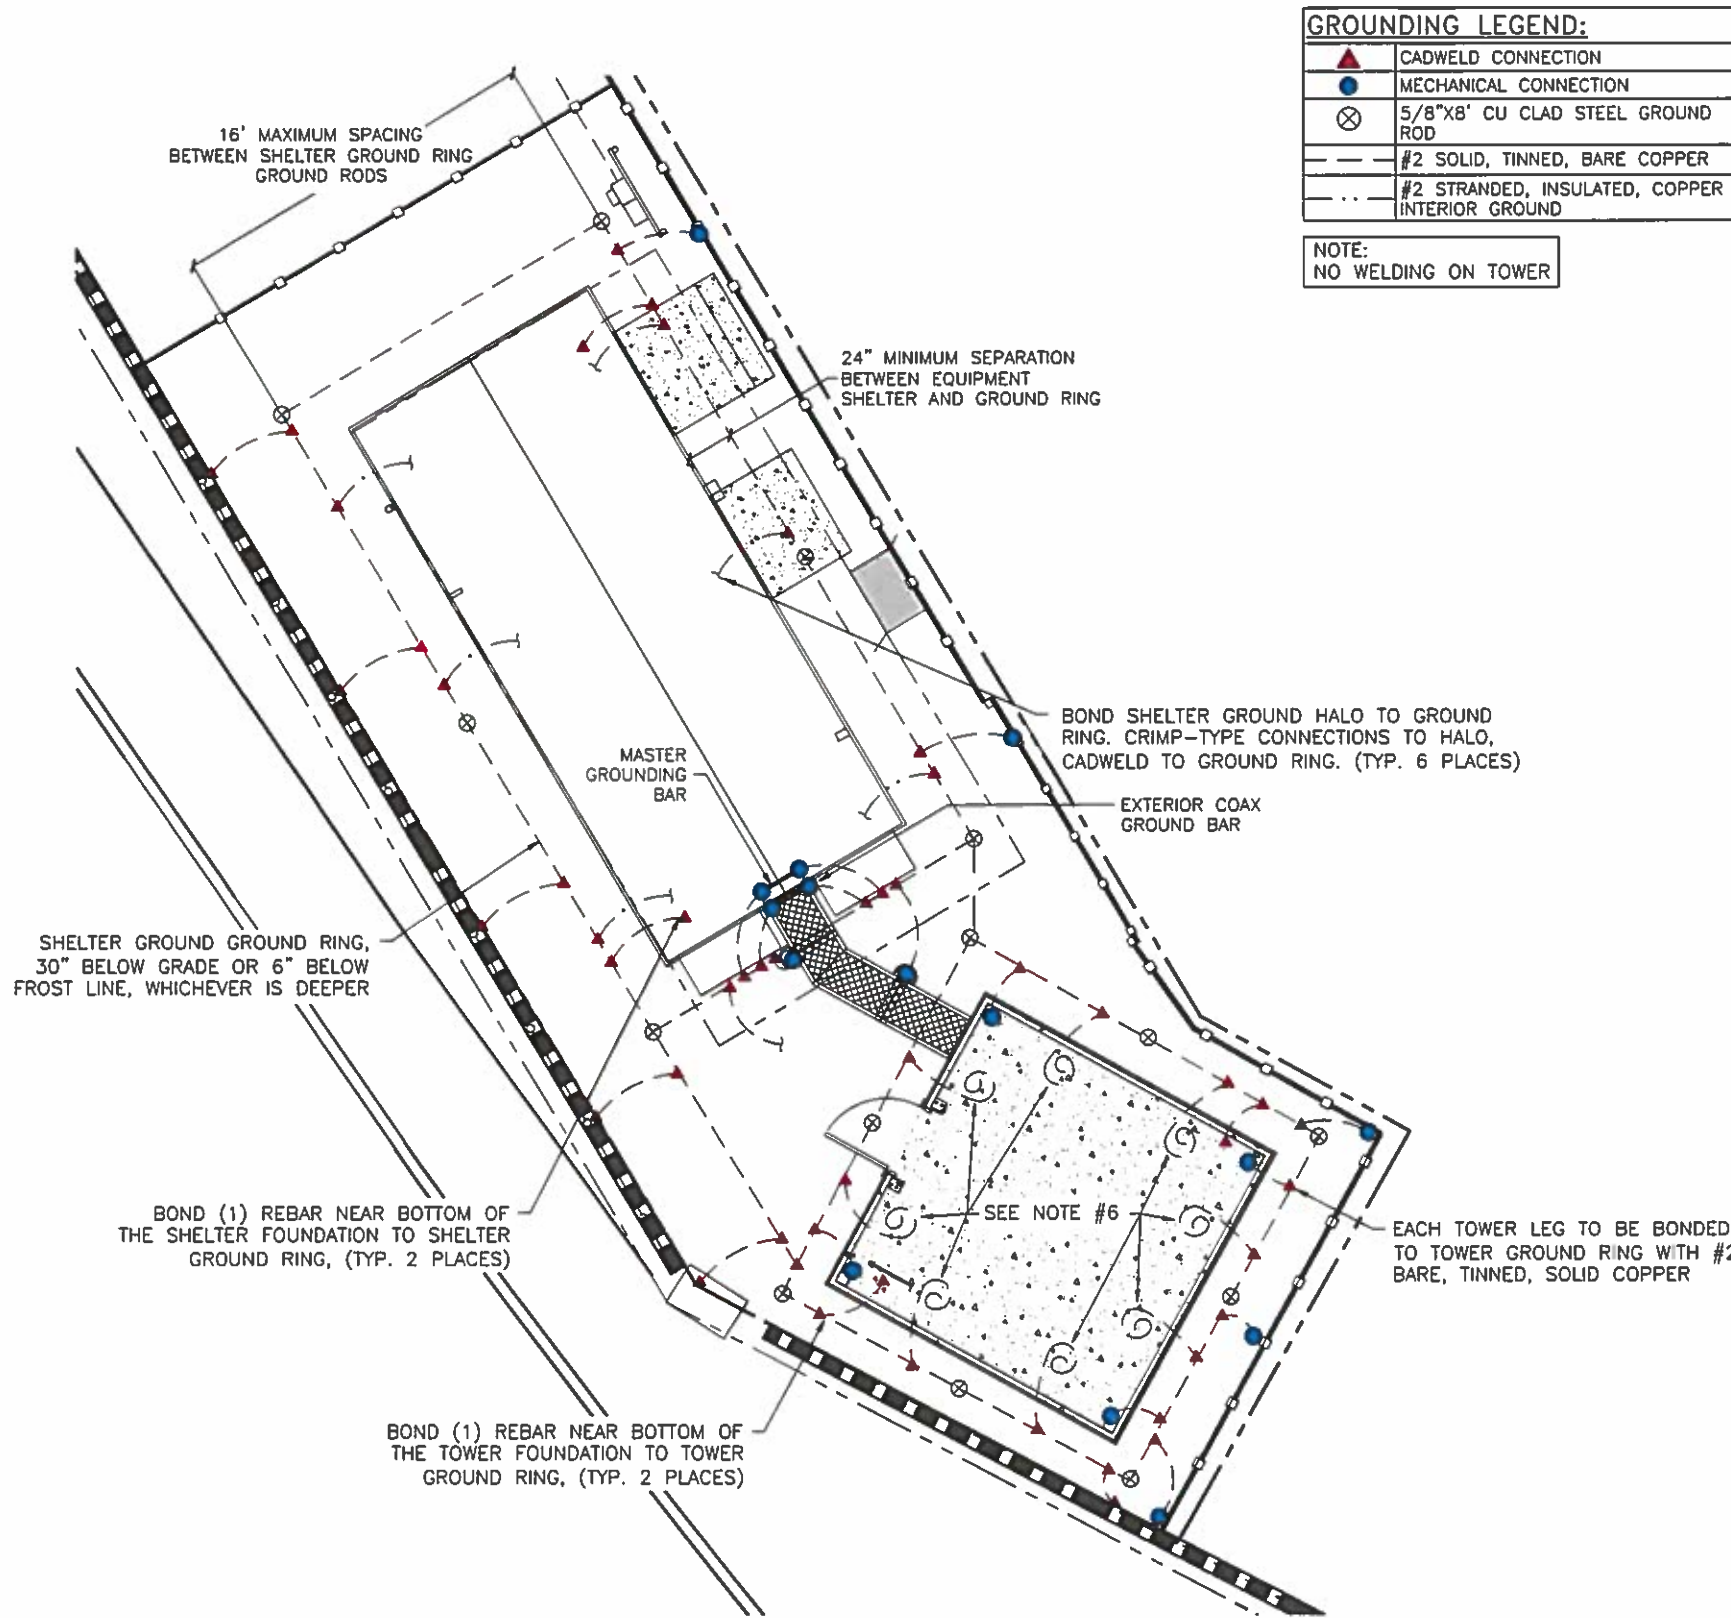 GROUNDING LEGEND:
CADWELD CONNECTION
MECHANICAL CONNECTION
5/8"X8' CU CLAD STEEL GROUND
ROD
#2 SOLID, TINNED, BARE COPPER
#2 STRANDED, INSULATED, COPPER
INTERIOR GROUND
NOTE:
NO WELDING ON TOWER
16' MAXIMUM SPACING
BETWEEN SHELTER GROUND RING
GROUND RODS
24" MINIMUM SEPARATION
BETWEEN EQUIPMENT
SHELTER AND GROUND RING
BOND SHELTER GROUND HALO TO GROUND
RING. CRIMP-TYPE CONNECTIONS TO HALO,
CADWELD TO GROUND RING. (TYP. 6 PLACES)
MASTER
GROUNDING
BAR
EXTERIOR COAX
GROUND BAR
SHELTER GROUND GROUND RING,
30" BELOW GRADE OR 6" BELOW
FROST LINE, WHICHEVER IS DEEPER
BOND (1) REBAR NEAR BOTTOM OF
THE SHELTER FOUNDATION TO SHELTER
GROUND RING, (TYP. 2 PLACES)
SEE NOTE #6
EACH TOWER LEG TO BE BONDED
TO TOWER GROUND RING WITH #2
BARE, TINNED, SOLID COPPER
BOND (1) REBAR NEAR BOTTOM OF
THE TOWER FOUNDATION TO TOWER
GROUND RING, (TYP. 2 PLACES)